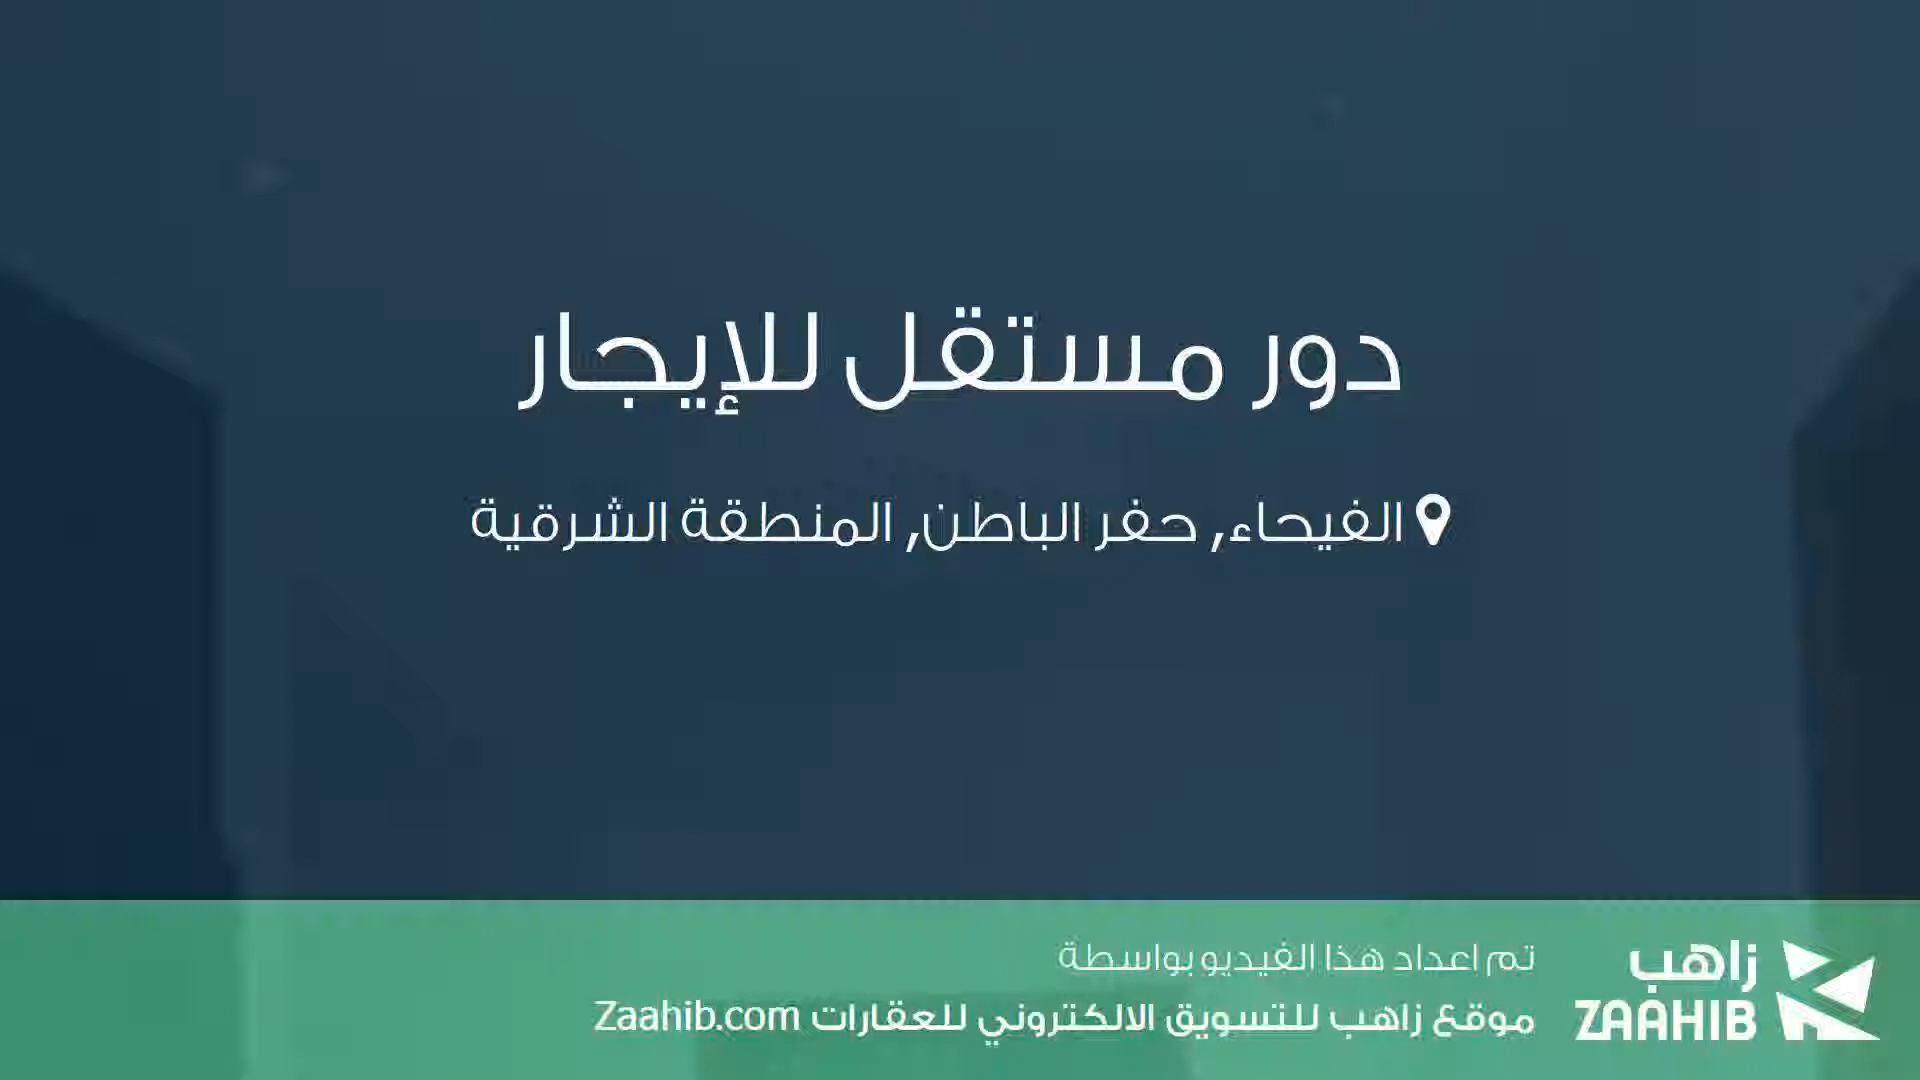 دور مستقل للإيجار
الفيحاء, حفر الباطن, المنطقة الشرقية
تم اعداد هذا الفيديو بواسطة
موقع زاهب للتسويق الالكتروني للعقارات Zaahib.com
زاهب
ZAAHIB